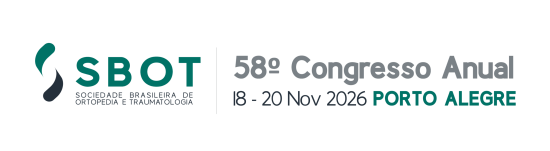 SBOT
SOCIEDADE BRASILEIRA DE
ORTOPEDIA E TRAUMATOLOGIA
58º Congresso Anual
18 - 20 Nov 2026 PORTO ALEGRE